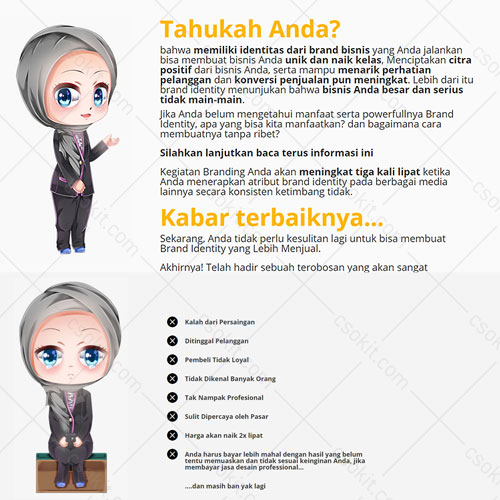 Tahukah Anda?
bahwa memiliki identitas dari brand bisnis yang Anda jalankan
bisa membuat bisnis Anda unik dan naik kelas, Menciptakan citra
positif dari bisnis Anda, serta mampu menarik perhatian
pelanggan dan konversi penjualan pun meningkat. Lebih dari itu
brand identity menunjukan bahwa bisnis Anda besar dan serius
tidak main-main.
Jika Anda belum mengetahui manfaat serta powerfullnya Brand
Identity, apa yang bisa kita manfaatkan? dan bagaimana cara
membuatnya tanpa ribet?
Silahkan lanjutkan baca terus informasi ini
Kegiatan Branding Anda akan meningkat tiga kali lipat ketika
Anda menerapkan atribut brand identity pada berbagai media
lainnya secara konsisten ketimbang tidak.
Kabar terbaiknya...
Sekarang, Anda tidak perlu kesulitan lagi untuk bisa membuat
Brand Identity yang Lebih Menjual.
Akhirnya! Telah hadir sebuah terobosan yang akan sangat
Kalah dari Persaingan
Ditinggal Pelanggan
Pembeli Tidak Loyal
Tidak Dikenal Banyak Orang
Tak Nampak Profesional
Sulit Dipercaya oleh Pasar
Harga akan naik 2x lipat
Anda harus bayar lebih mahal dengan hasil yang belum
tentu memuaskan dan tidak sesuai keinginan Anda, jika
membayar jasa desain professional...
....dan masih ban yak lagi
csokit.com